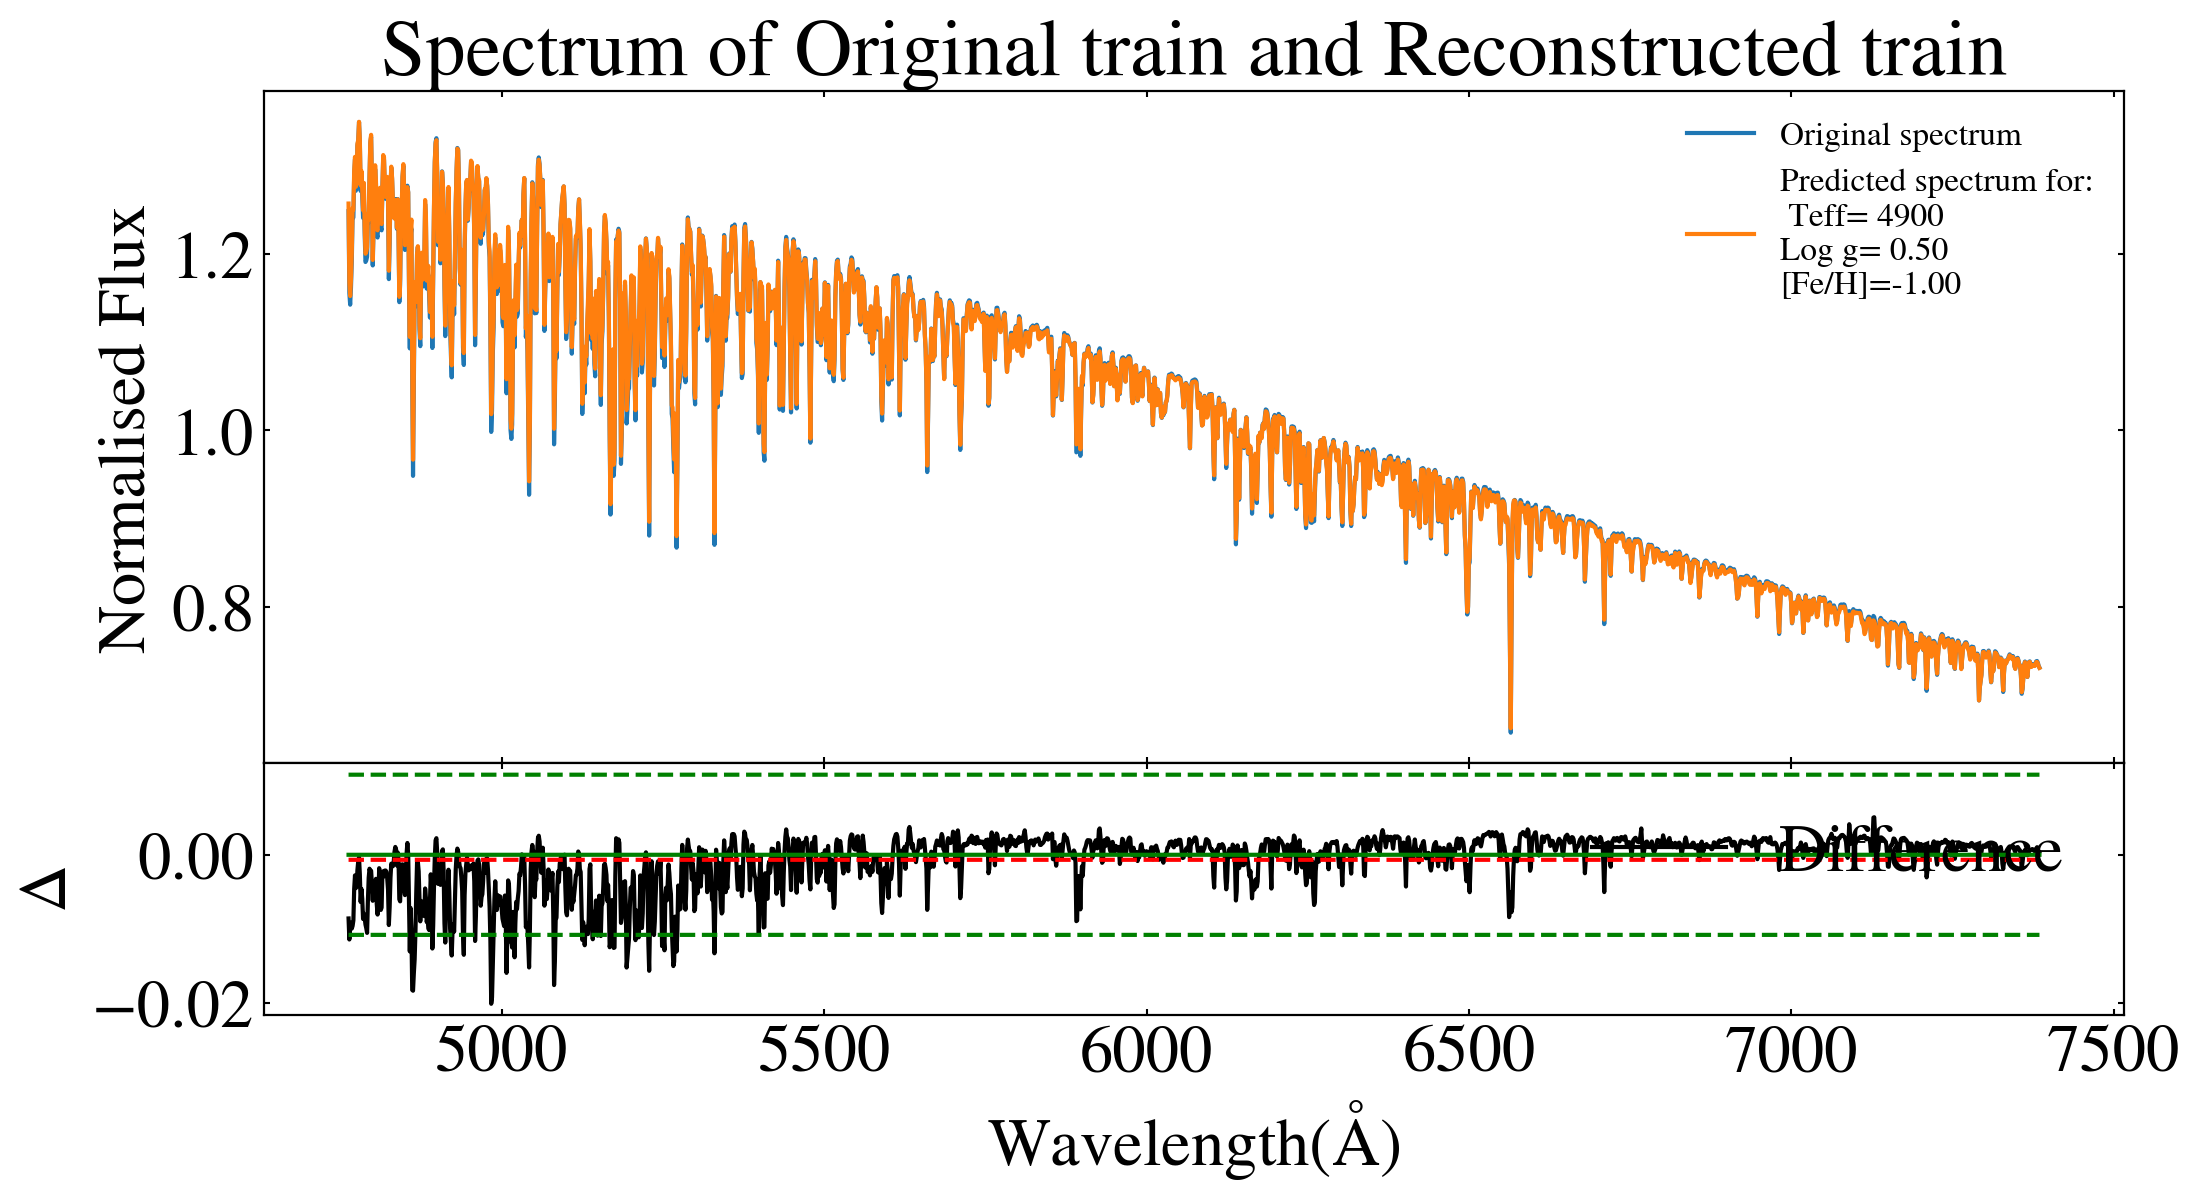 Spectrum of Original train and Reconstructed train
Normalised Flux
1.2
1.0
0.8
Original spectrum
Predicted spectrum for:
Teff= 4900
Log g= 0.50
[Fe/H]=-1.00
Δ
0.00
−0.02
Difference
5000 5500 6000 6500 7000 7500
Wavelength(Å)